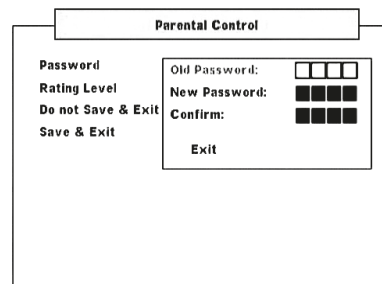 Parental Control
Password
Rating Level
Do not Save & Exit
Save & Exit
Old Password:
New Password:
Confirm:
Exit